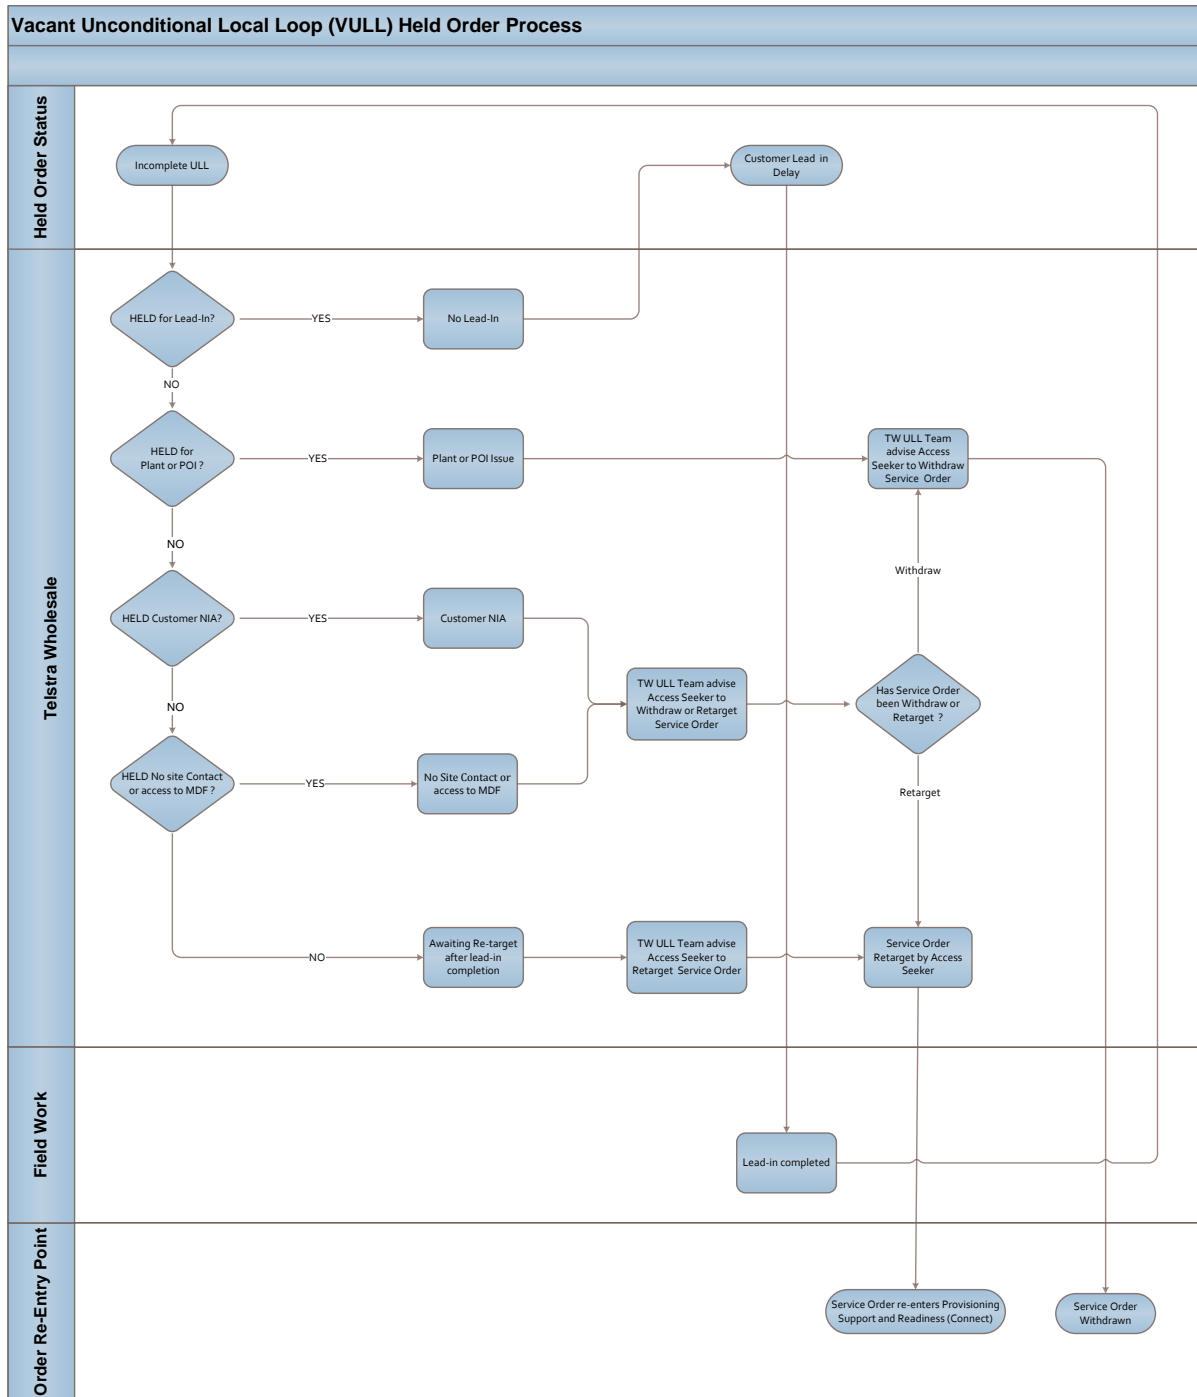 Vacant Unconditional Local Loop (VULL) Held Order Process
Held Order Status
Incomplete ULL
Customer Lead in
Delay
Telstra Wholesale
HELD for Lead-In?
YES
No Lead-In
NO
HELD for
Plant or POI ?
YES
Plant or POI Issue
TW ULL Team
advise Access
Seeker to Withdraw
Service Order
NO
Withdraw
HELD Customer NIA?
YES
Customer NIA
TW ULL Team advise
Access Seeker to
Withdraw or Retarget
Service Order
Has Service Order
been Withdraw or
Retarget ?
NO
HELD No site Contact
or access to MDF ?
YES
No Site Contact or
access to MDF
Retarget
NO
Awaiting Re-target
after lead-in
completion
TW ULL Team advise
Access Seeker to
Retarget Service Order
Service Order
Retarget by Access
Seeker
Field Work
Lead-in completed
Order Re-Entry Point
Service Order re-enters Provisioning
Support and Readiness (Connect)
Service Order
Withdrawn